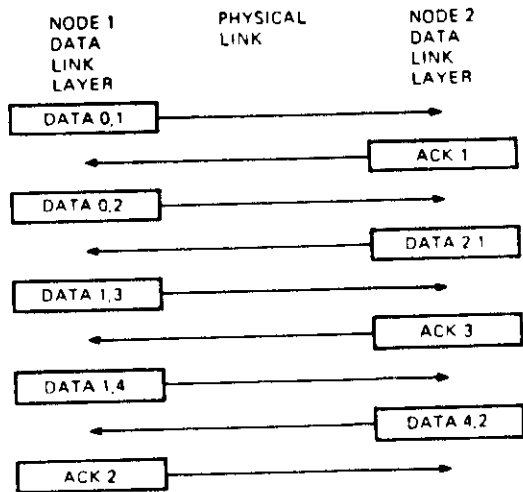 NODE 1
DATA
LINK
LAYER
PHYSICAL
LINK
NODE 2
DATA
LINK
LAYER
DATA 0,1
ACK 1
DATA 0,2
DATA 2 1
DATA 1,3
ACK 3
DATA 1,4
DATA 4,2
ACK 2